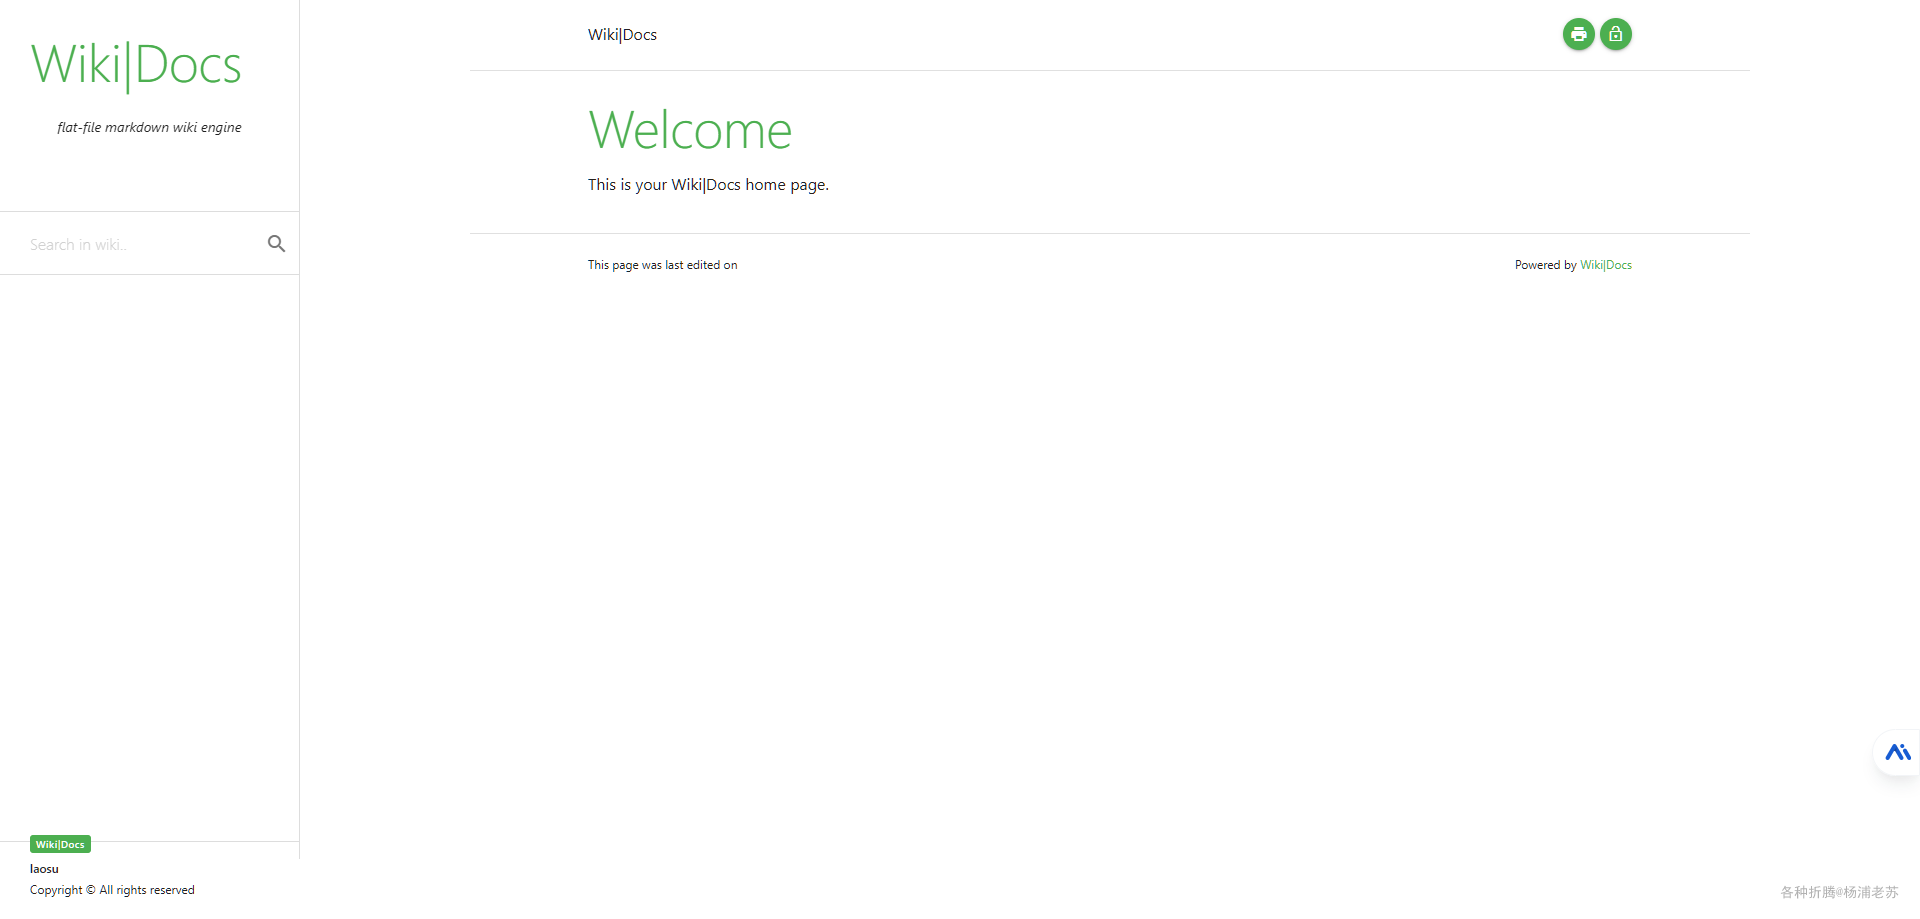 Wiki|Docs
flat-file markdown wiki engine
Search in wiki..
Wiki|Docs
laosu
Copyright © All rights reserved
Wiki|Docs
Welcome
This is your Wiki|Docs home page.
This page was last edited on
Powered by Wiki|Docs
各种折腾@杨浦老苏